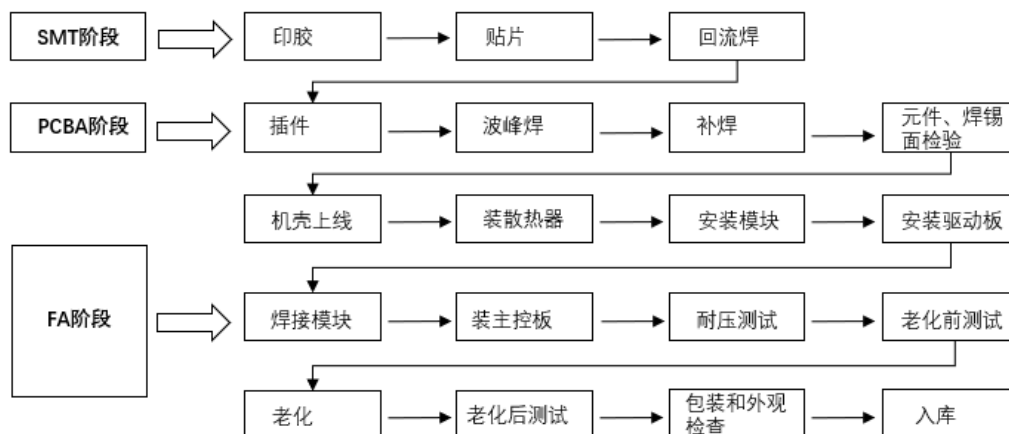 SMT阶段
印胶
贴片
回流焊
PCBA阶段
插件
波峰焊
补焊
元件、焊锡
面检验
机壳上线
装散热器
安装模块
安装驱动板
FA阶段
焊接模块
装主控板
耐压测试
老化前测试
老化
老化后测试
包装和外观
检查
入库